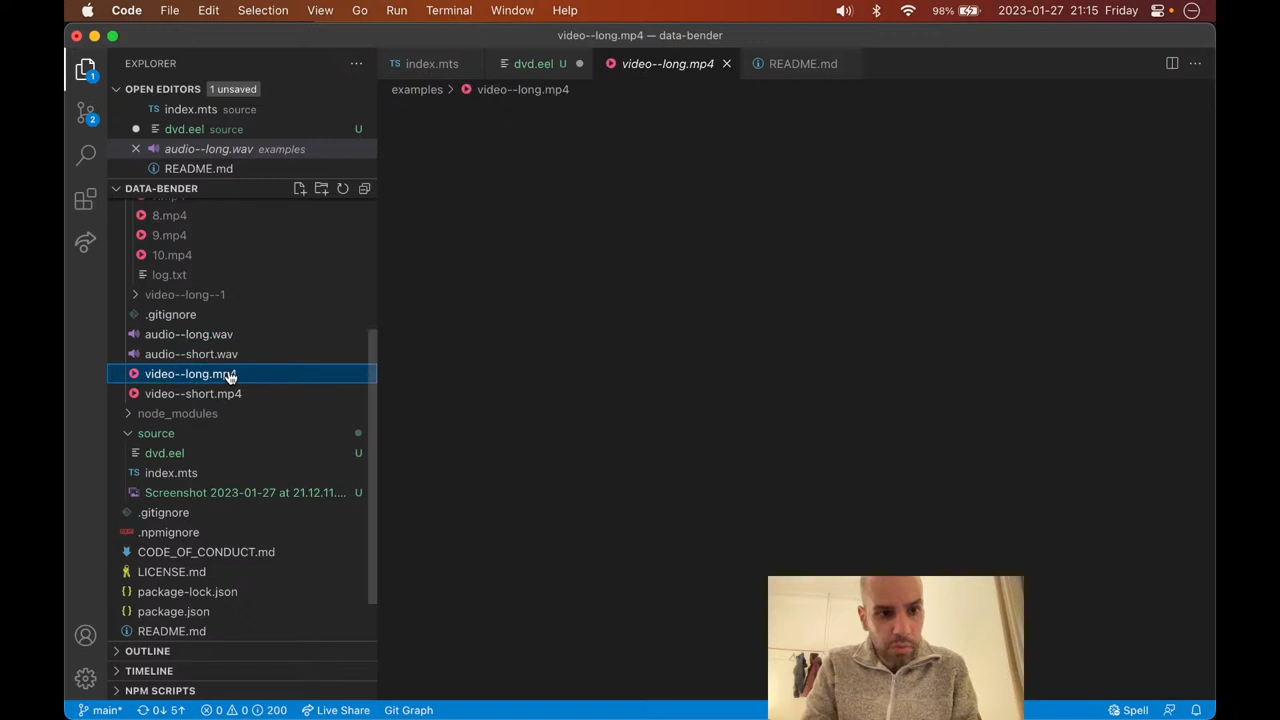 Code File Edit Selection View Go Run Terminal Window Help 98% 2023-01-27 21:15 Friday
video--long.mp4 — data-bender
EXPLORER
index.mts
dvd.eel U
video--long.mp4
README.md
OPEN EDITORS 1 unsaved
examples > video--long.mp4
index.mts source
dvd.eel source U
audio--long.wav examples
README.md
DATA-BENDER
8.mp4
9.mp4
10.mp4
log.txt
video--long--1
.gitignore
audio--long.wav
audio--short.wav
video--long.mp4
video--short.mp4
node_modules
source
dvd.eel U
index.mts
Screenshot 2023-01-27 at 21.12.11.... U
.gitignore
.npmignore
CODE_OF_CONDUCT.md
LICENSE.md
package-lock.json
package.json
README.md
OUTLINE
TIMELINE
NPM SCRIPTS
1
2
TS
TS
TS
main* 0↓ 5↑ 0 0 200 Live Share Git Graph Spell